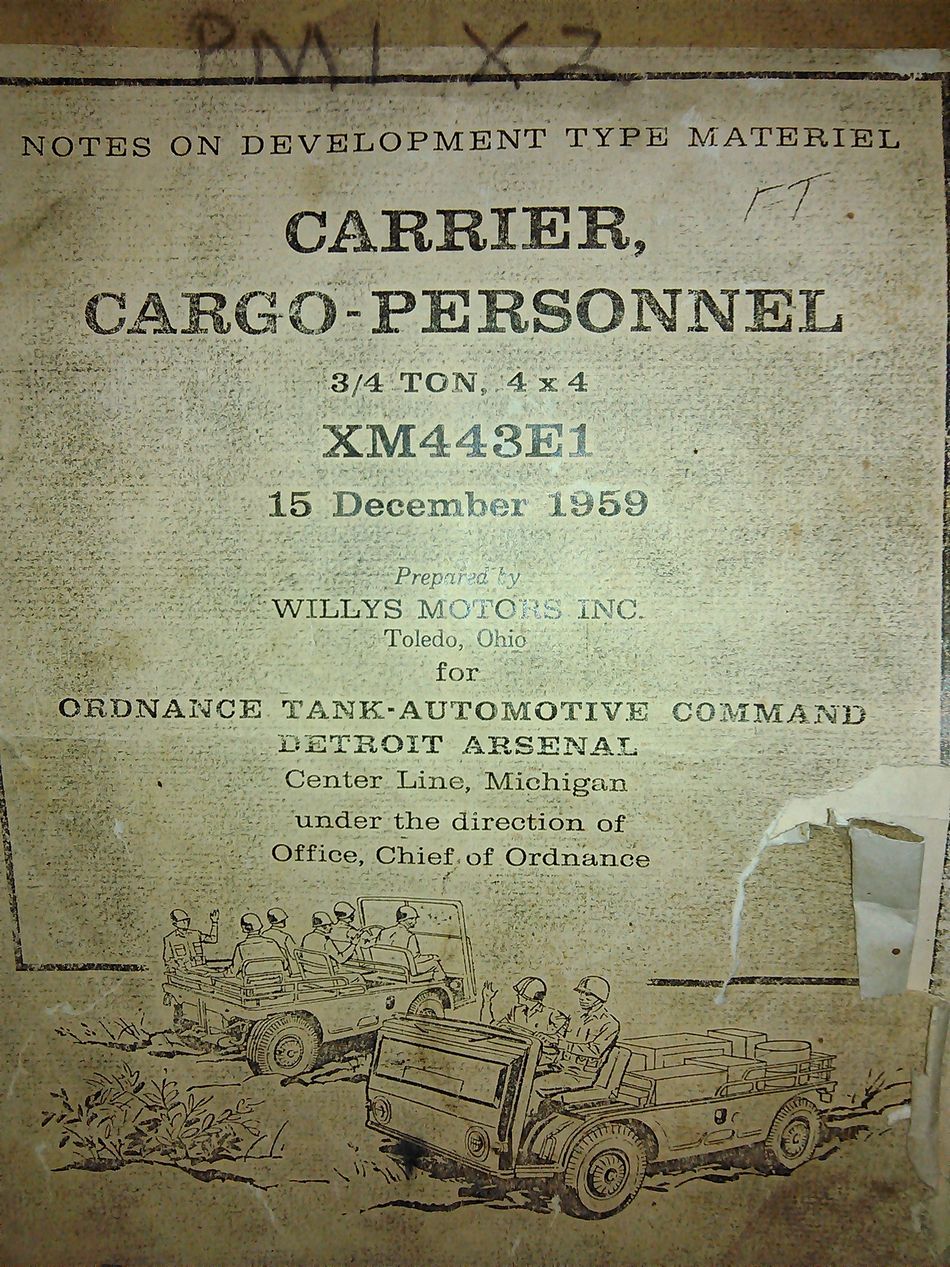 PML X2
NOTES ON DEVELOPMENT TYPE MATERIEL
FT
CARRIER,
CARGO-PERSONNEL
3/4 TON, 4 x 4
XM443E1
15 December 1959
Prepared by
WILLYS MOTORS INC.
Toledo, Ohio
for
ORDNANCE TANK-AUTOMOTIVE COMMAND
DETROIT ARSENAL
Center Line, Michigan
under the direction of
Office, Chief of Ordnance